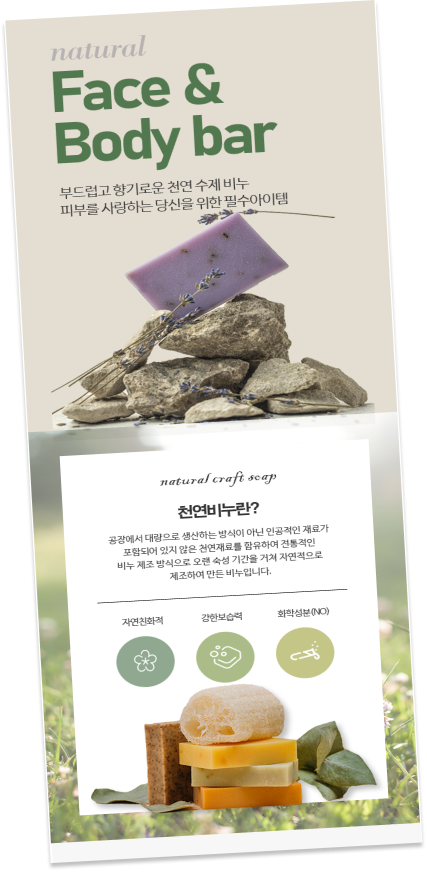 natural
Face &
Body bar
부드럽고 향기로운 천연 수제 비누
피부를 사랑하는 당신을 위한 필수아이템
natural craft soap
천연비누란?
공장에서 대량으로 생산하는 방식이 아닌 인공적인 재료가
포함되어 있지 않은 천연재료를 함유하여 전통적인
비누 제조 방식으로 오랜 숙성 기간을 거쳐 자연적으로
제조하여 만든 비누입니다.
자연친화적
강한보습력
화학성분(NO)